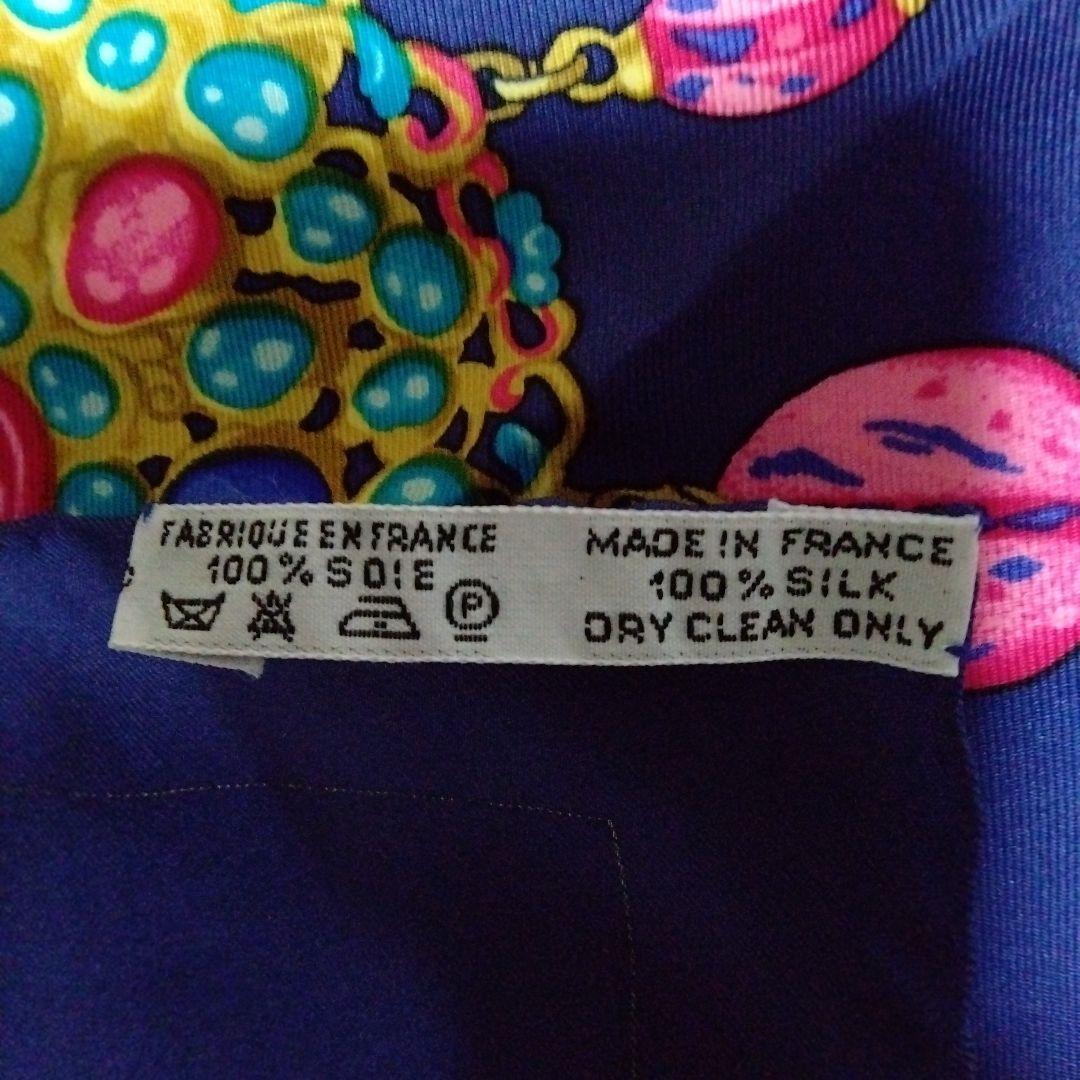 FABRIQUE EN FRANCE
100% SOIE
P
MADE IN FRANCE
100% SILK
DRY CLEAN ONLY